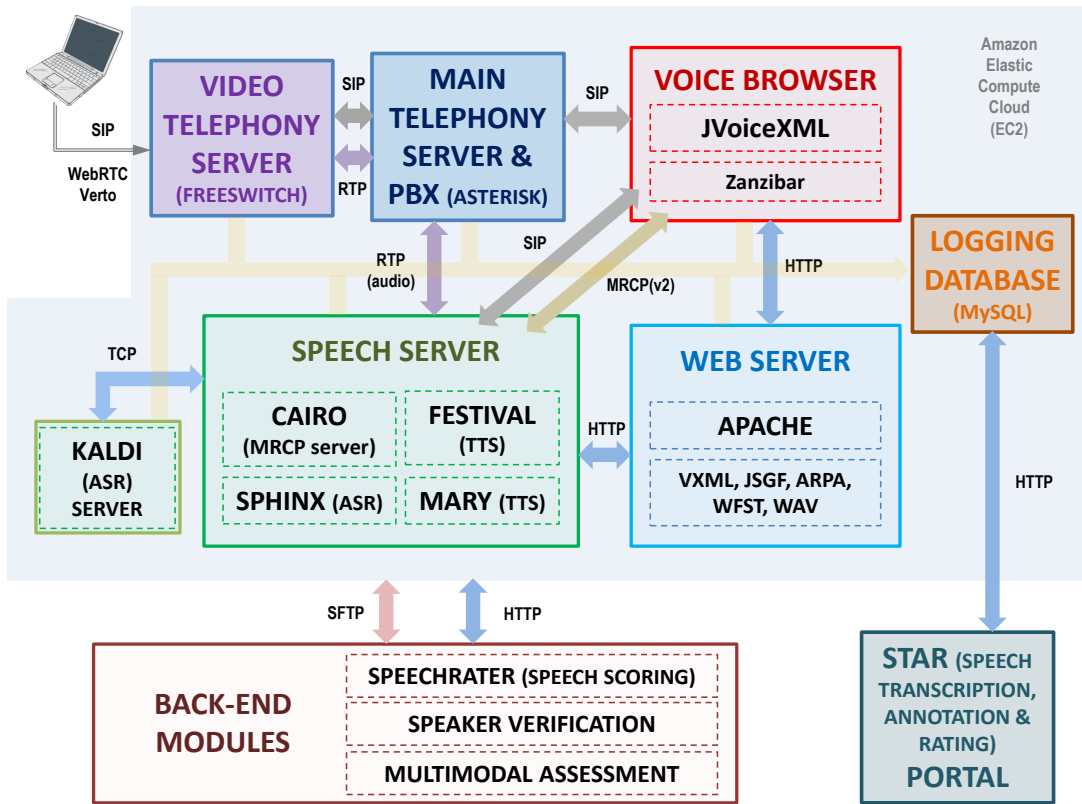 SIP
WebRTC
Verto
VIDEO
TELEPHONY
SERVER
(FREESWITCH)
SIP
RTP
MAIN
TELEPHONY
SERVER &
PBX (ASTERISK)
SIP
VOICE BROWSER
JVoiceXML
Zanzibar
Amazon
Elastic
Compute
Cloud
(EC2)
RTP
(audio)
SIP
MRCP(v2)
HTTP
LOGGING
DATABASE
(MySQL)
TCP
KALDI
(ASR)
SERVER
SPEECH SERVER
CAIRO
(MRCP server)
FESTIVAL
(TTS)
SPHINX (ASR)
MARY (TTS)
HTTP
WEB SERVER
APACHE
VXML, JSGF, ARPA,
WFST, WAV
HTTP
SFTP
HTTP
BACK-END
MODULES
SPEECHRATER (SPEECH SCORING)
SPEAKER VERIFICATION
MULTIMODAL ASSESSMENT
STAR (SPEECH
TRANSCRIPTION,
ANNOTATION &
RATING)
PORTAL